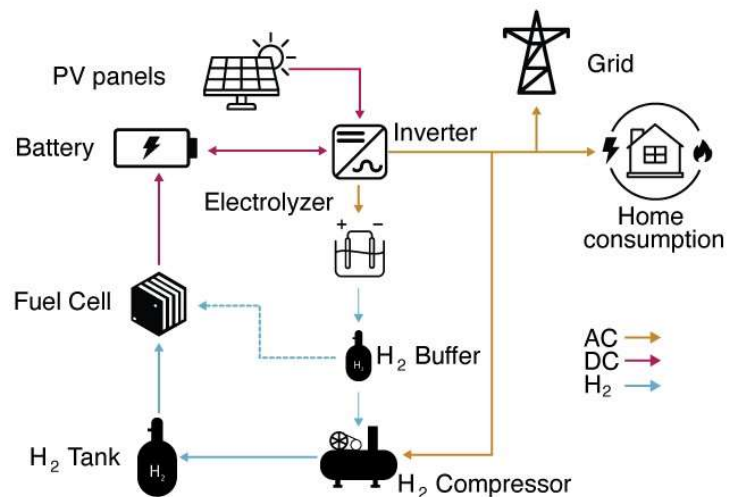 PV panels
Grid
Battery
Inverter
Electrolyzer
+ −
Home
consumption
Fuel Cell
H₂ Buffer
H₂
AC
DC
H₂
H₂ Tank
H₂
H₂ Compressor